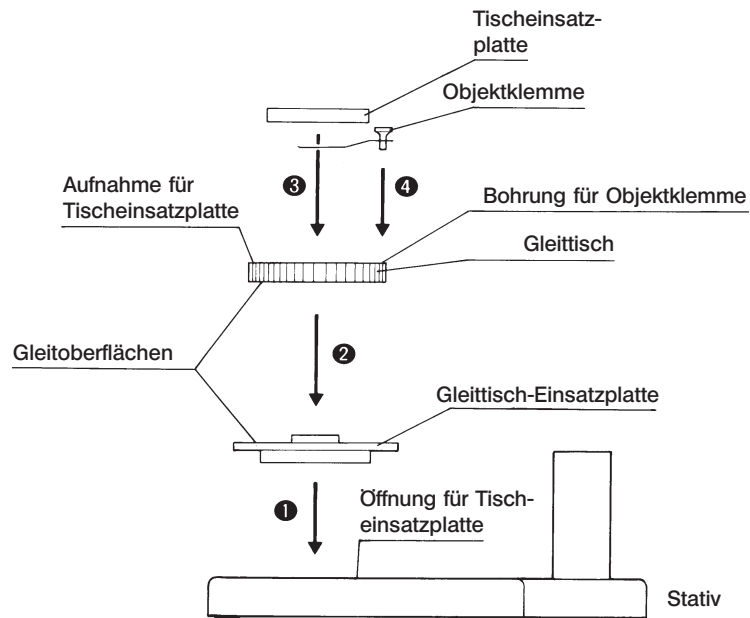 Tischeinsatz-
platte
Objektklemme
❸
❹
Aufnahme für
Tischeinsatzplatte
Bohrung für Objektklemme
Gleittisch
Gleitoberflächen
❷
Gleittisch-Einsatzplatte
❶
Öffnung für Tisch-
einsatzplatte
Stativ